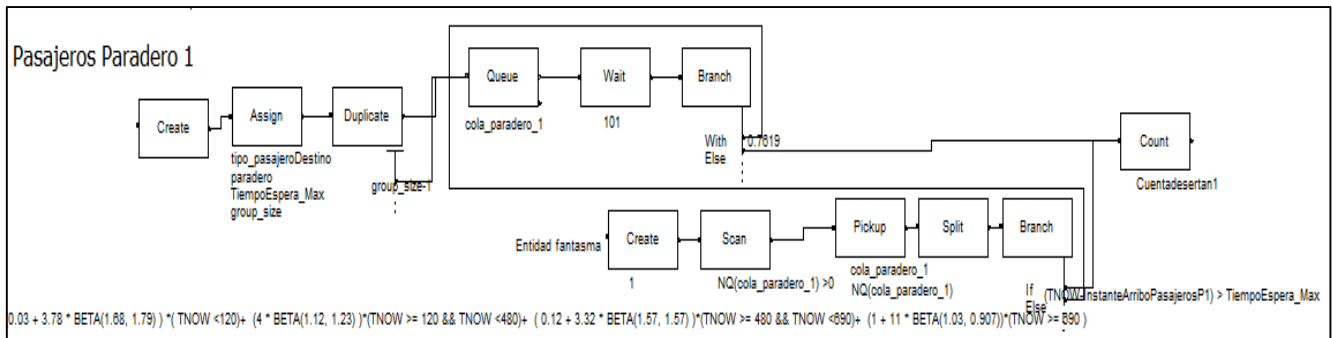 Pasajeros Paradero 1
Create
Assign
tipo_pasajeroDestino
paradero
TiempoEspera_Max
group_size
Duplicate
group_size-1
Queue
cola_paradero_1
Wait
101
Branch
With 0.7619
Else
Count
Cuentadesertan1
Entidad fantasma
Create
1
Scan
NQ(cola_paradero_1) >0
Pickup
cola_paradero_1
NQ(cola_paradero_1)
Split
Branch
If (TNOW-InstanteArriboPasajerosP1) > TiempoEspera_Max
Else
0.03 + 3.78 * BETA(1.68, 1.79) ) *( TNOW <120)+ (4 * BETA(1.12, 1.23) )*(TNOW >= 120 && TNOW <480)+ ( 0.12 + 3.32 * BETA(1.57, 1.57) )*(TNOW >= 480 && TNOW <690)+ (1 + 11 * BETA(1.03, 0.907))*(TNOW >= 690 )